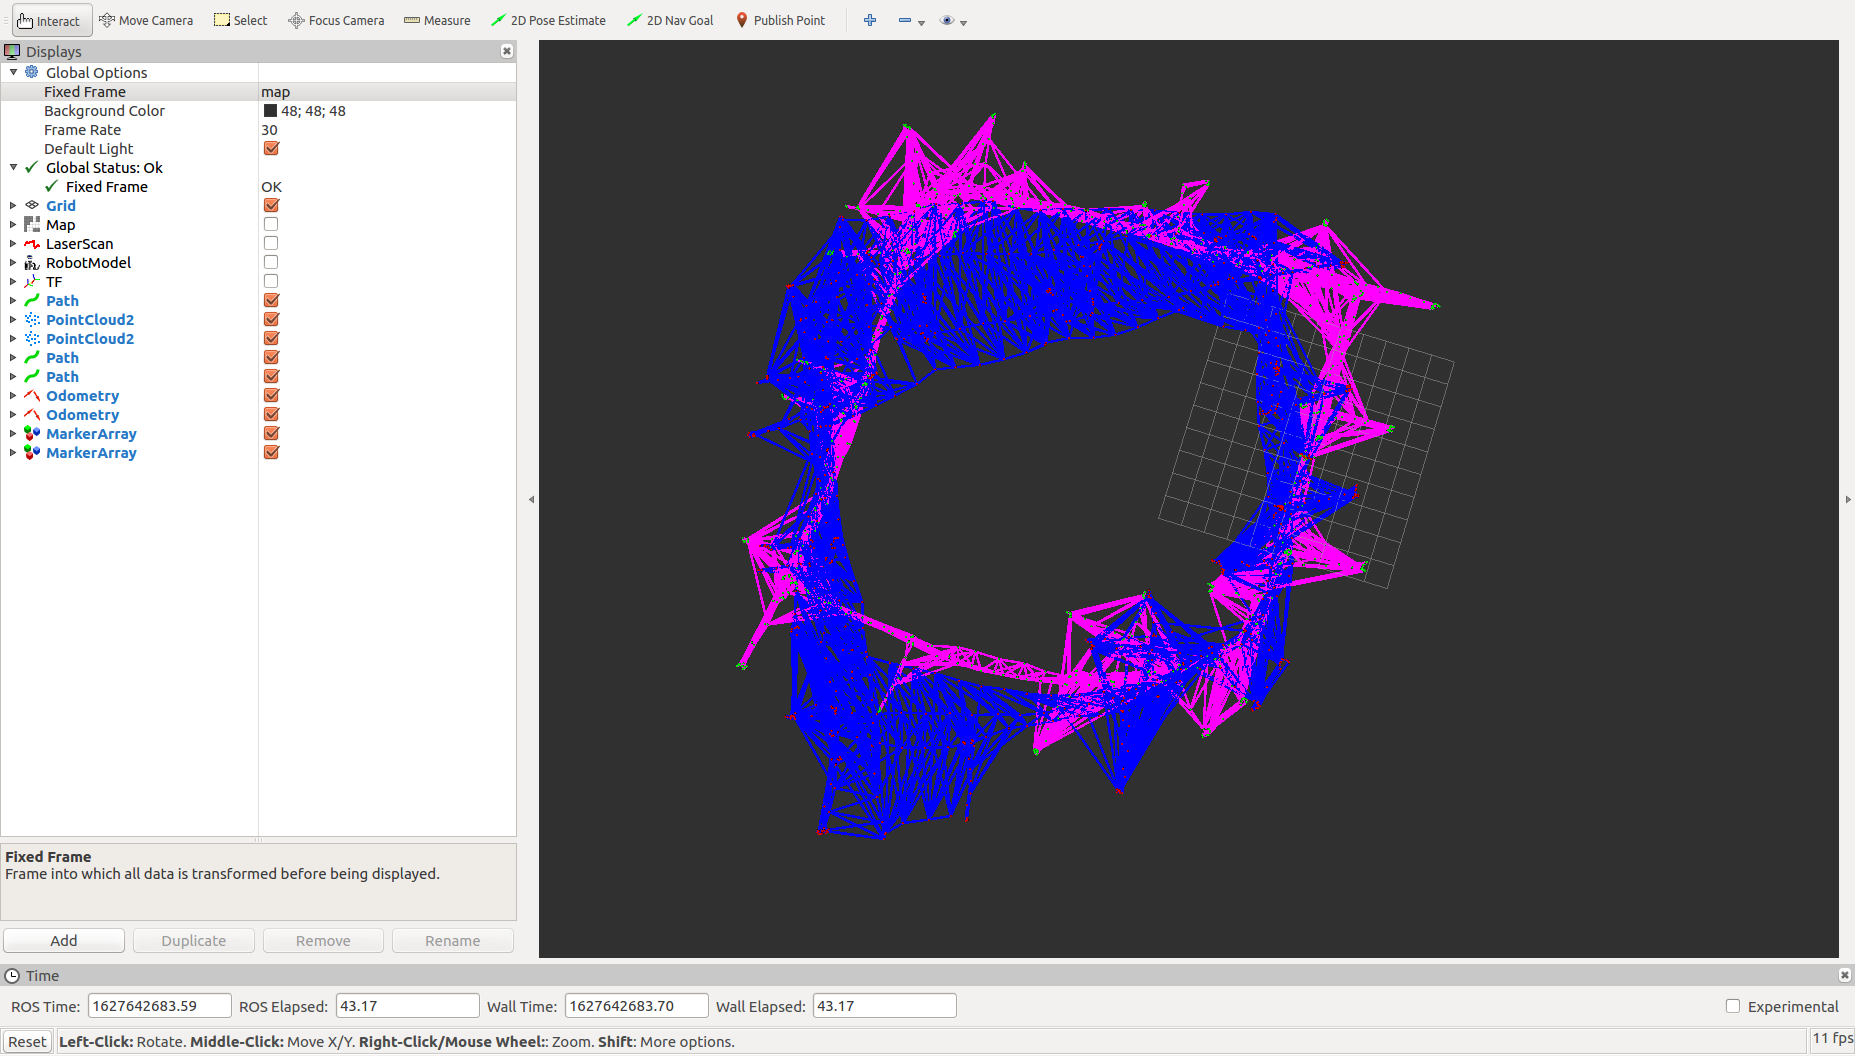 Interact Move Camera Select Focus Camera Measure 2D Pose Estimate 2D Nav Goal Publish Point
Displays
Global Options
Fixed Frame map
Background Color 48; 48; 48
Frame Rate 30
Default Light
Global Status: Ok
Fixed Frame OK
Grid
Map
LaserScan
RobotModel
TF
Path
PointCloud2
PointCloud2
Path
Path
Odometry
Odometry
MarkerArray
MarkerArray
Fixed Frame
Frame into which all data is transformed before being displayed.
Add Duplicate Remove Rename
Time
ROS Time: 1627642683.59 ROS Elapsed: 43.17 Wall Time: 1627642683.70 Wall Elapsed: 43.17 Experimental
Reset Left-Click: Rotate. Middle-Click: Move X/Y. Right-Click/Mouse Wheel:: Zoom. Shift: More options. 11 fps